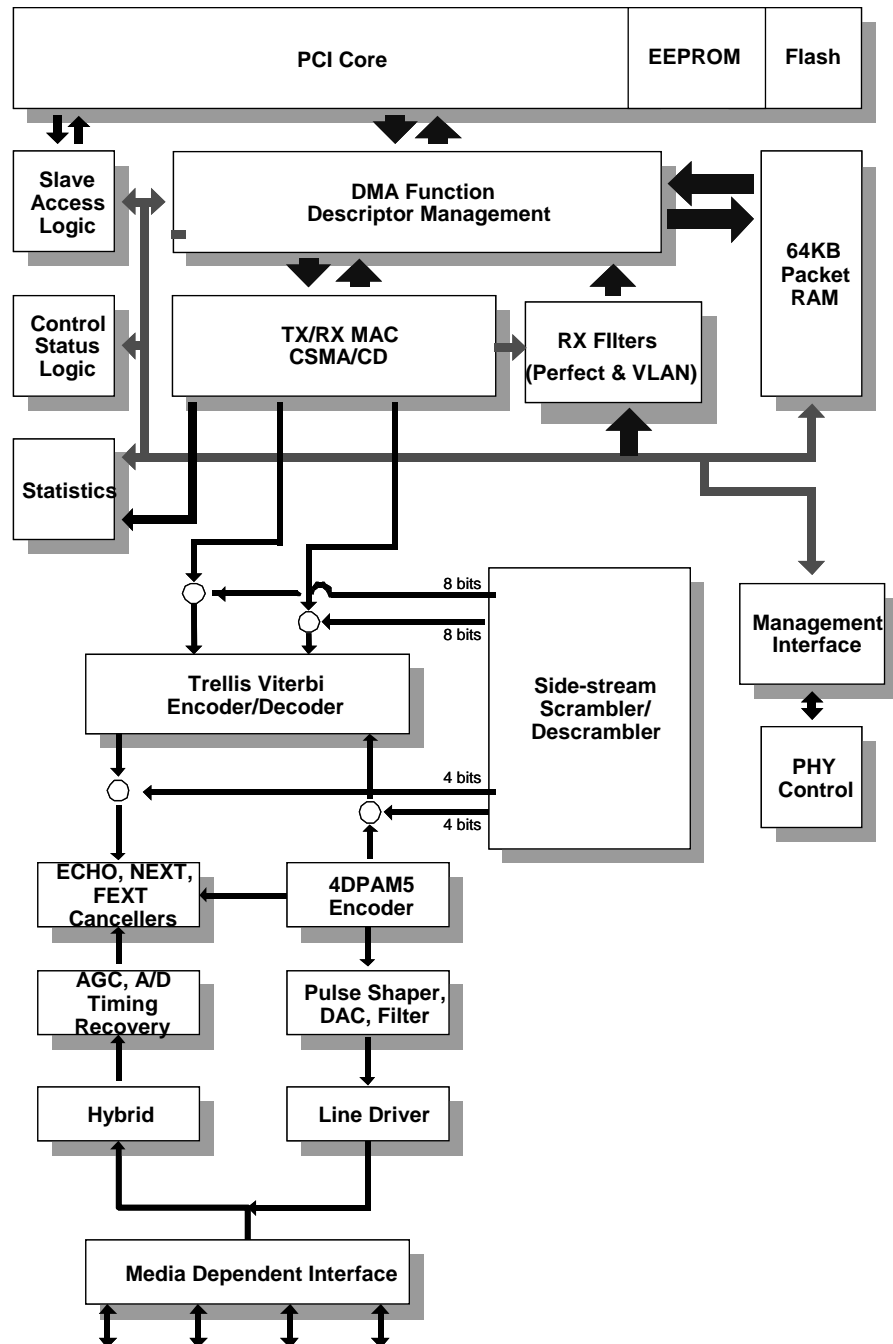 PCI Core
EEPROM
Flash
Slave
Access
Logic
DMA Function
Descriptor Management
64KB
Packet
RAM
Control
Status
Logic
TX/RX MAC
CSMA/CD
RX FIlters
(Perfect & VLAN)
Statistics
8 bits
8 bits
Management
Interface
Trellis Viterbi
Encoder/Decoder
Side-stream
Scrambler/
Descrambler
4 bits
4 bits
PHY
Control
ECHO, NEXT,
FEXT
Cancellers
4DPAM5
Encoder
AGC, A/D
Timing
Recovery
Pulse Shaper,
DAC, Filter
Hybrid
Line Driver
Media Dependent Interface